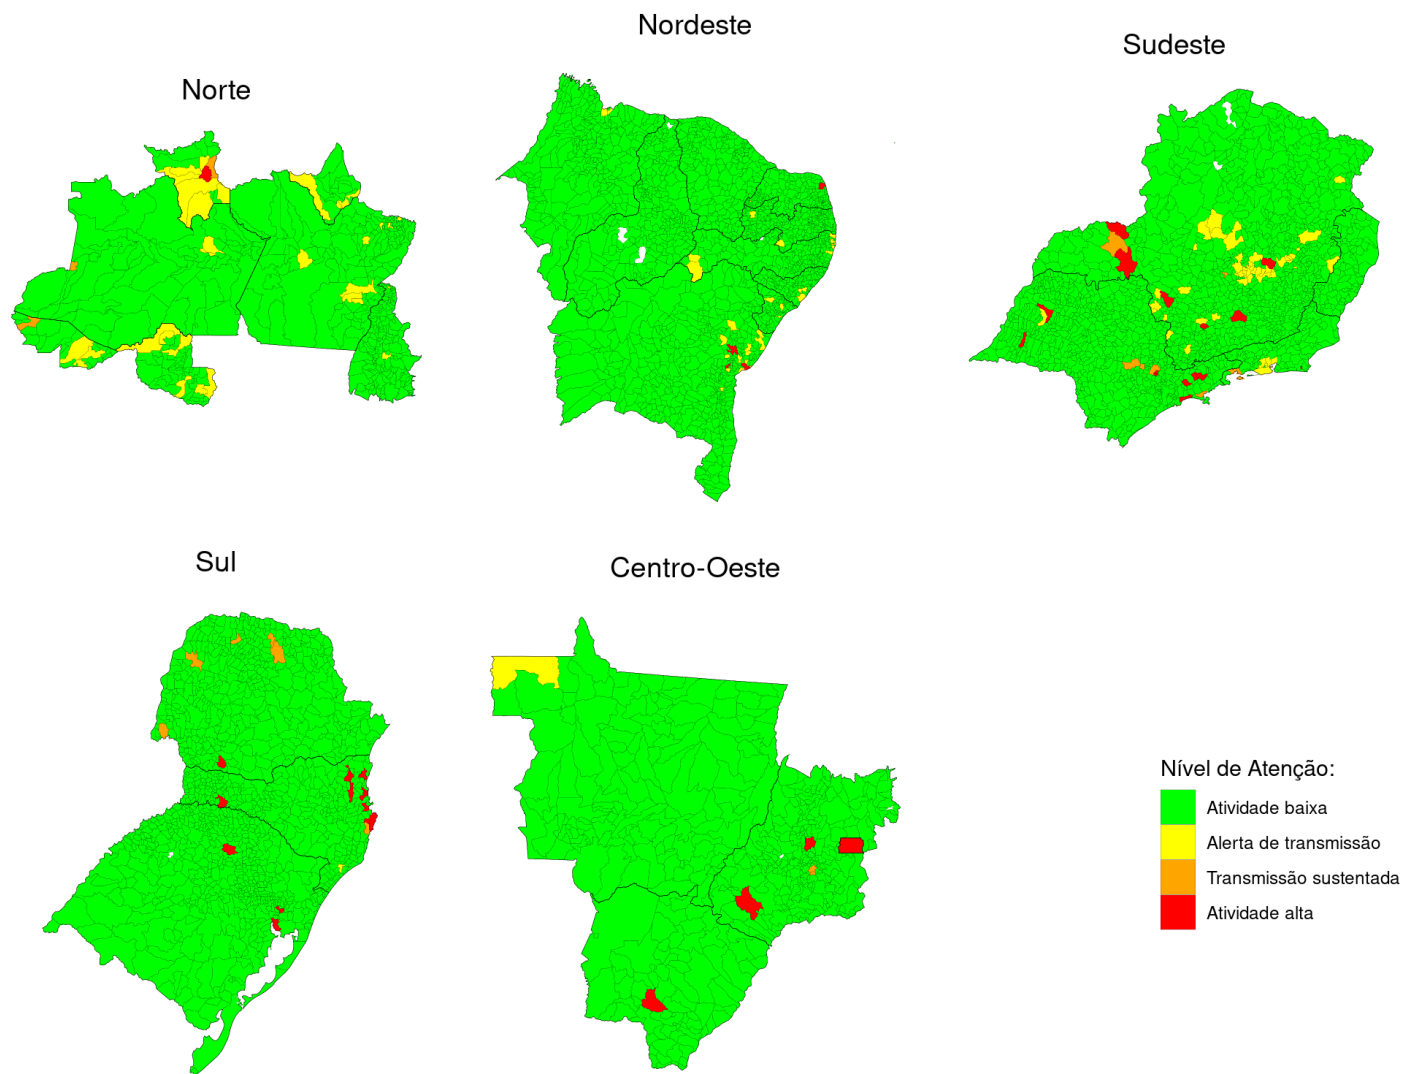 Nordeste
Sudeste
Norte
Sul
Centro-Oeste
Nível de Atenção:
Atividade baixa
Alerta de transmissão
Transmissão sustentada
Atividade alta